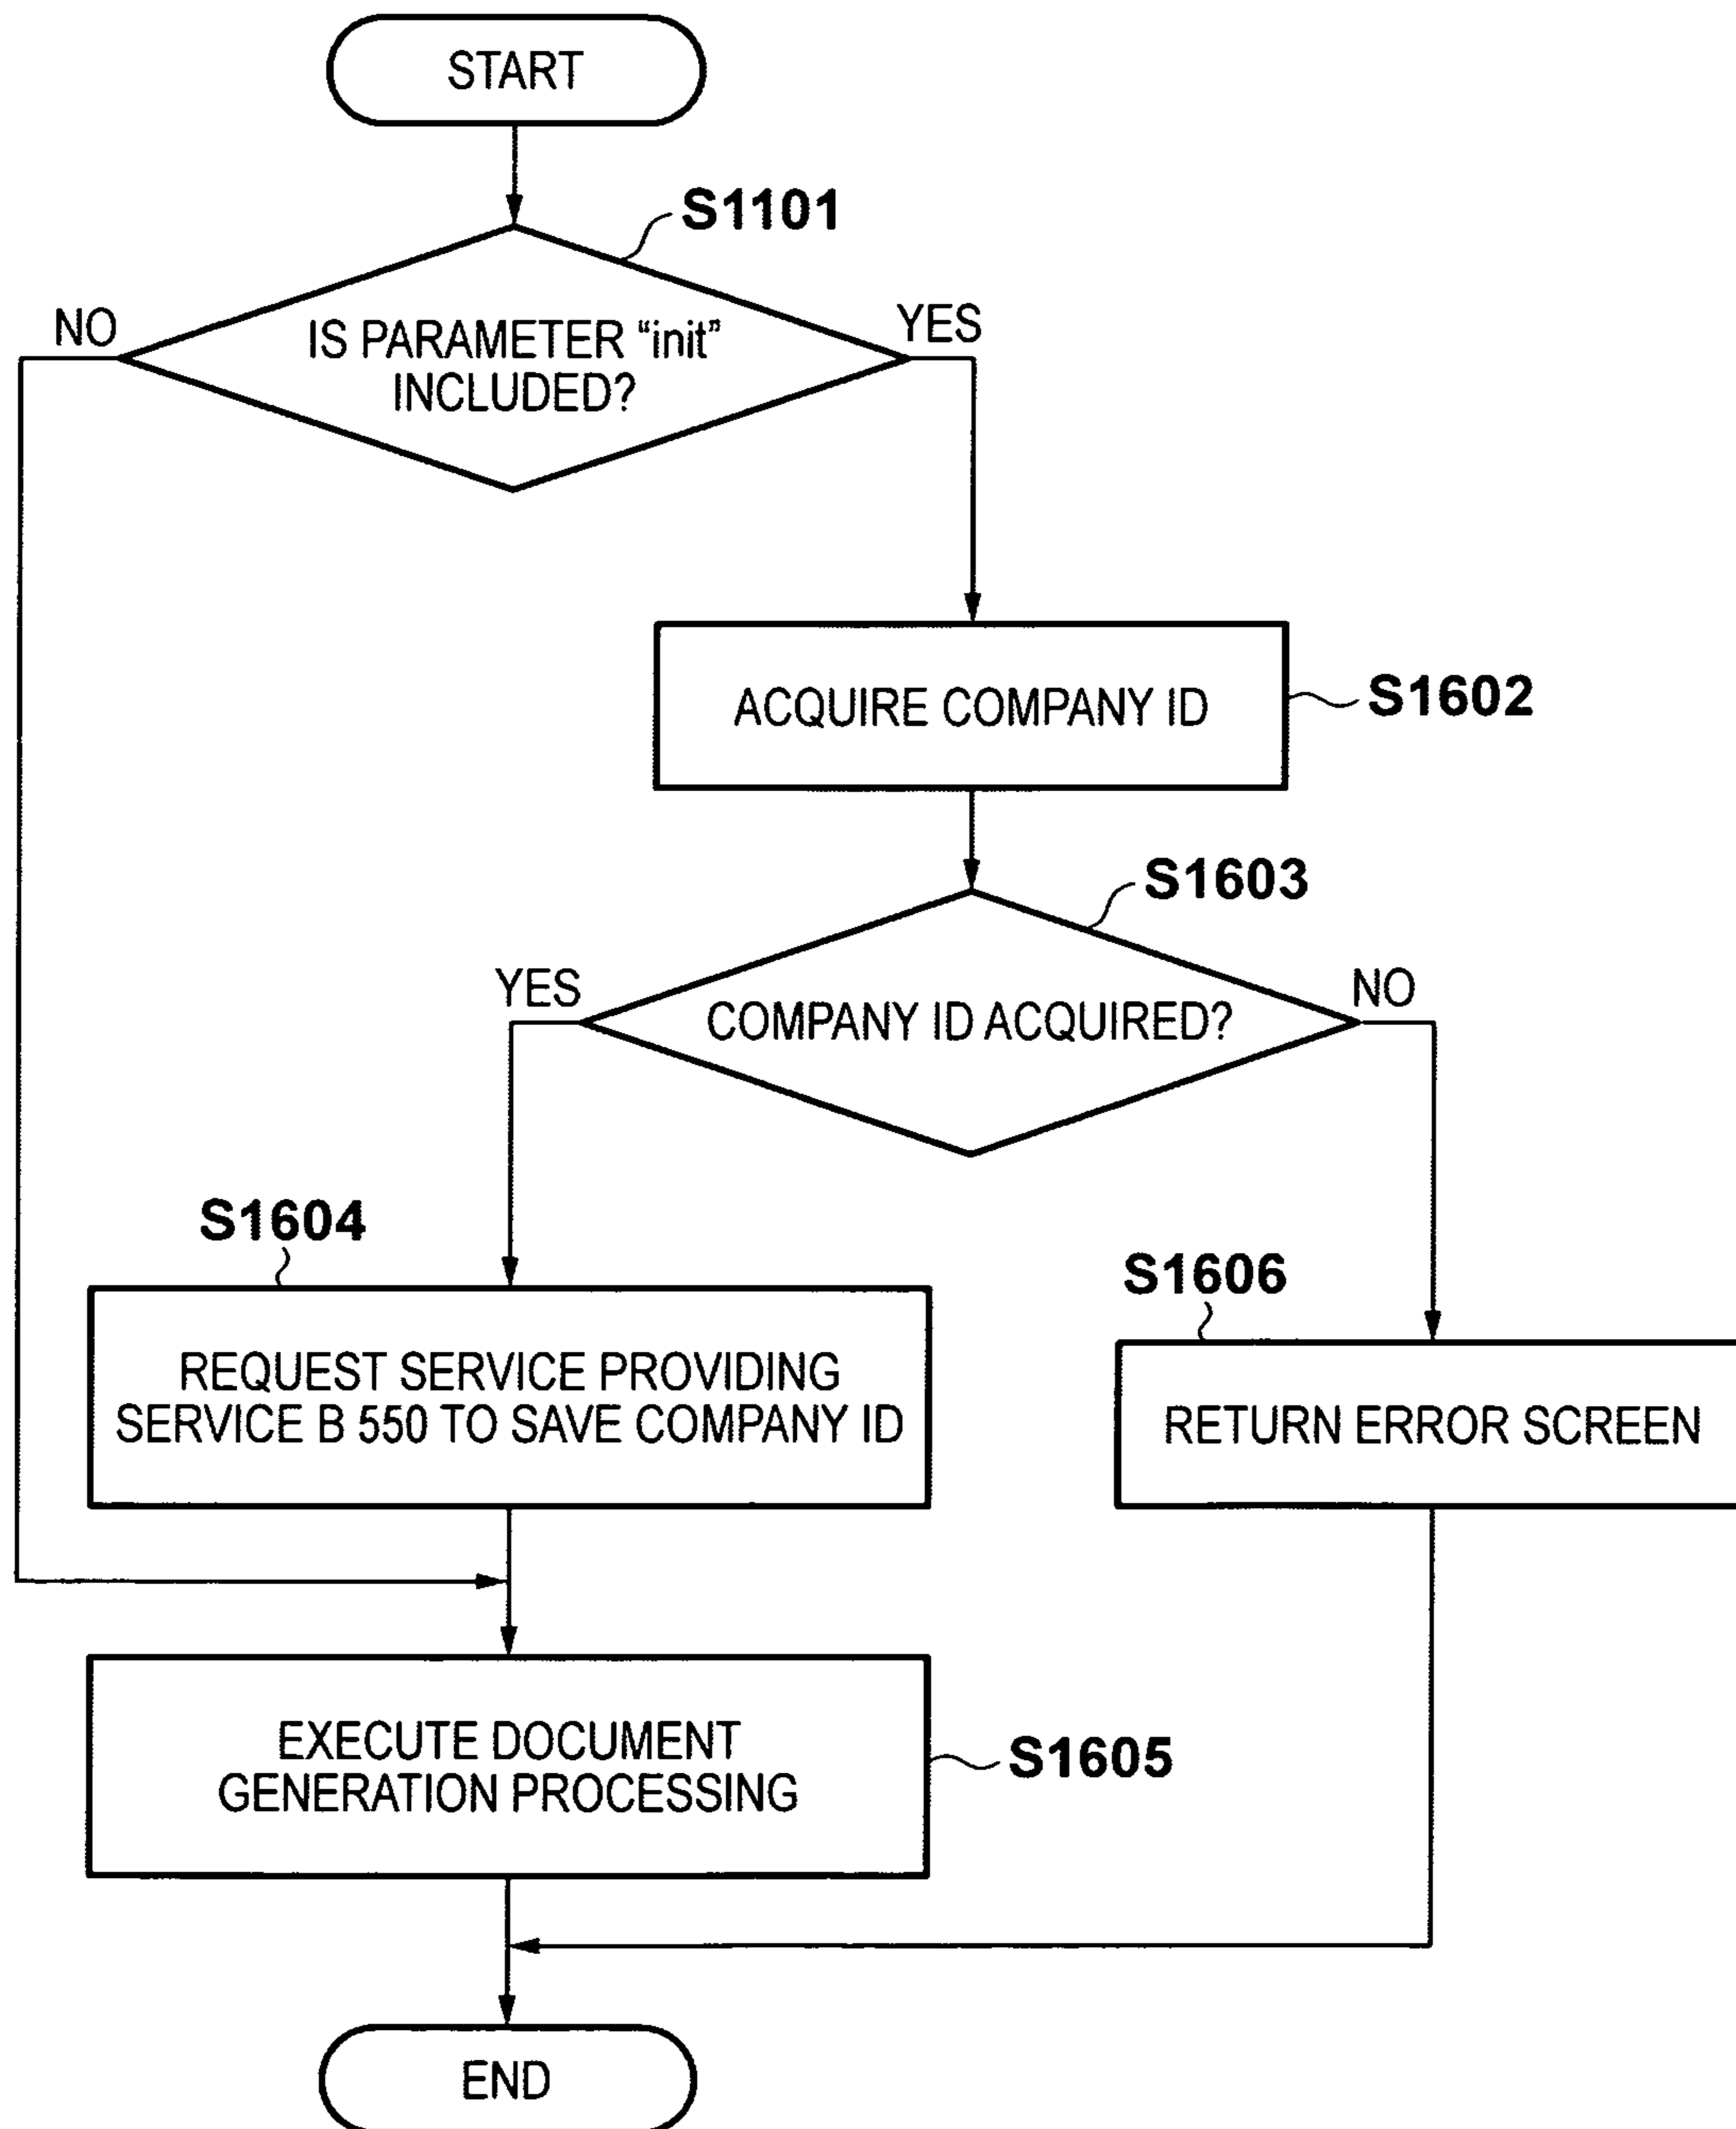 START
S1101
NO
YES
IS PARAMETER “init”
INCLUDED?
ACQUIRE COMPANY ID
S1602
S1603
YES
NO
COMPANY ID ACQUIRED?
S1604
S1606
REQUEST SERVICE PROVIDING
SERVICE B 550 TO SAVE COMPANY ID
RETURN ERROR SCREEN
EXECUTE DOCUMENT
GENERATION PROCESSING
S1605
END